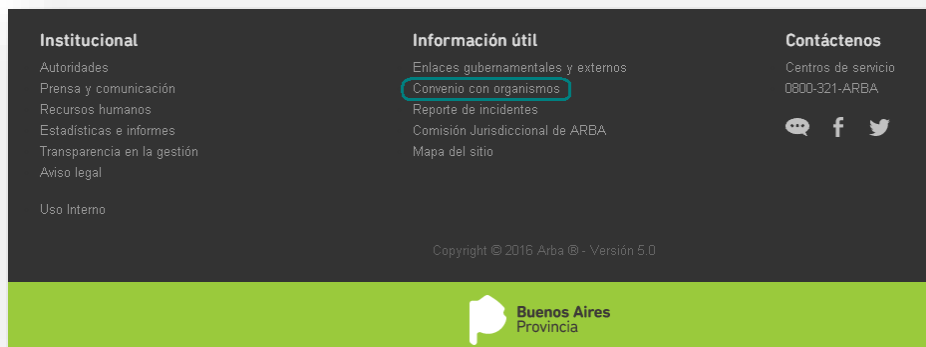 Institucional
Autoridades
Prensa y comunicación
Recursos humanos
Estadísticas e informes
Transparencia en la gestión
Aviso legal
Uso Interno
Información útil
Enlaces gubernamentales y externos
Convenio con organismos
Reporte de incidentes
Comisión Jurisdiccional de ARBA
Mapa del sitio
Contáctenos
Centros de servicio
0800-321-ARBA
Copyright © 2016 Arba ® - Versión 5.0
Buenos Aires
Provincia